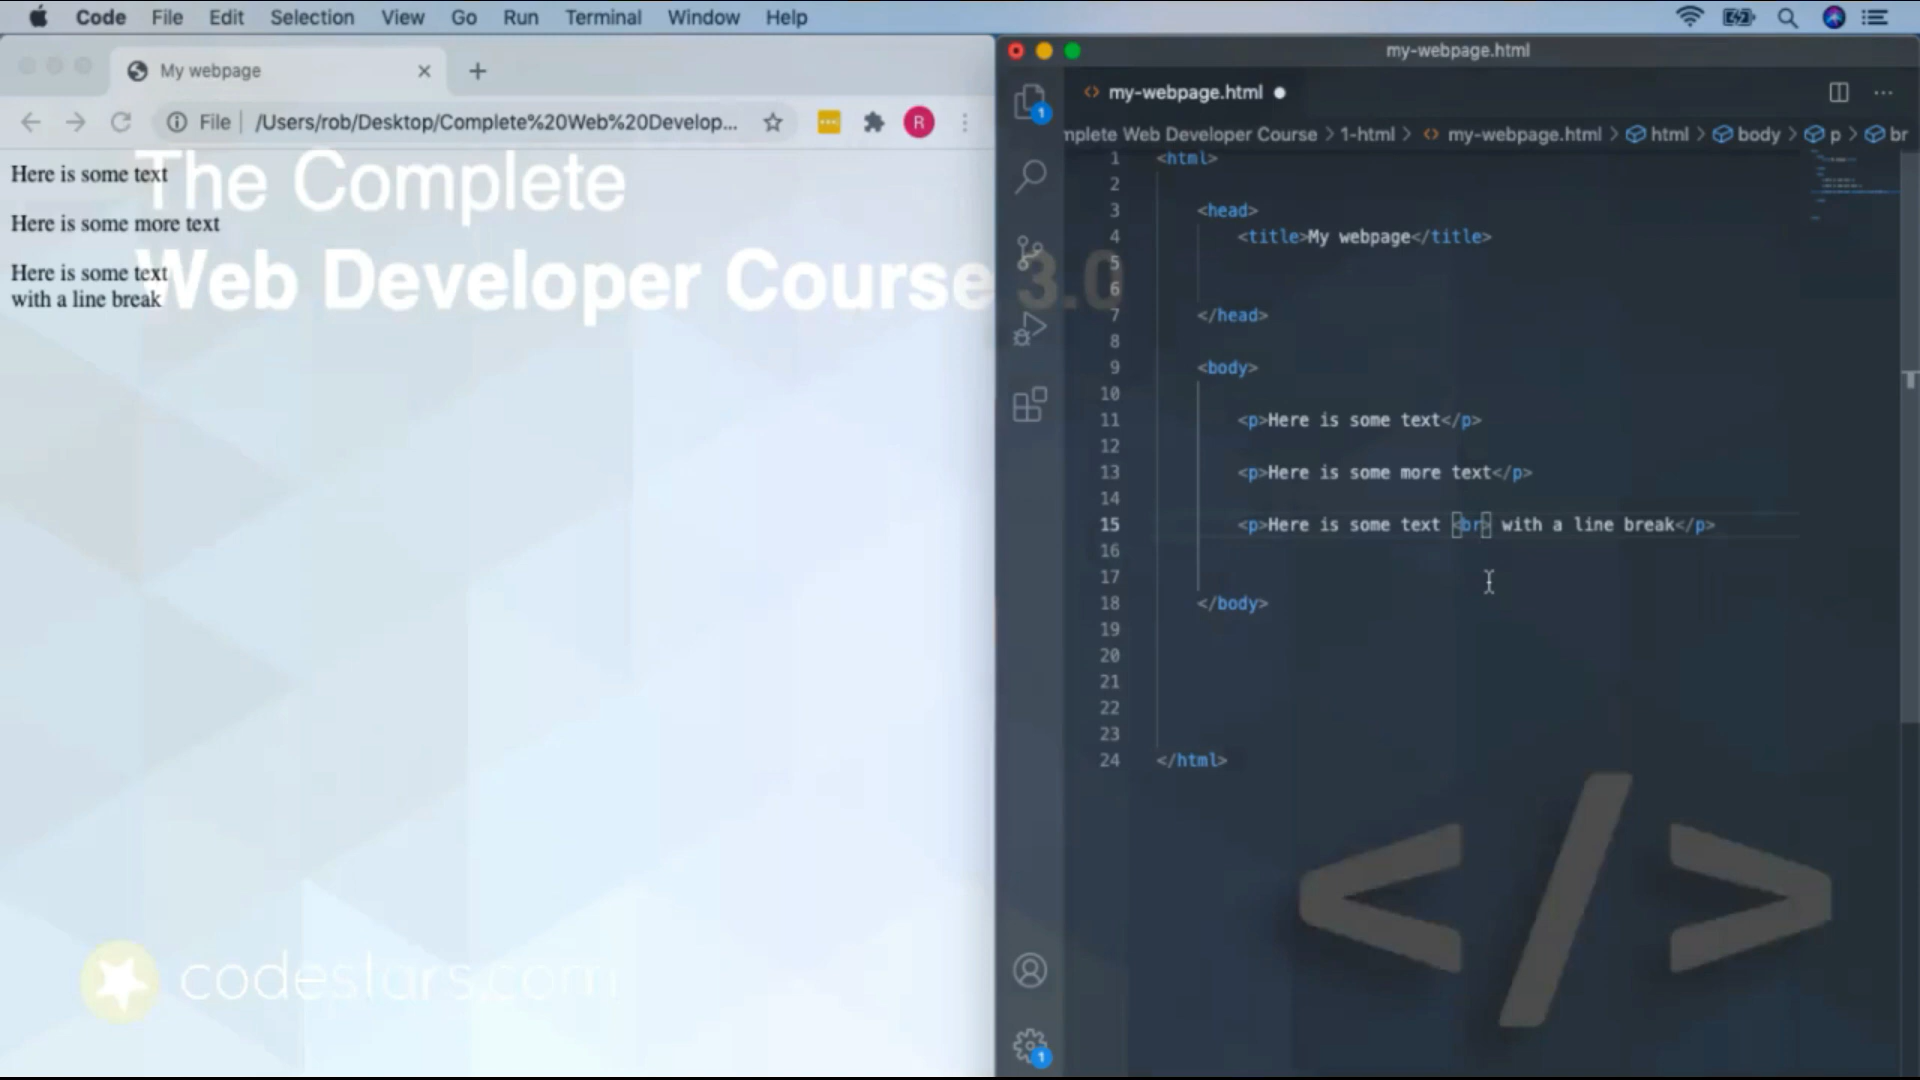 Code File Edit Selection View Go Run Terminal Window Help
My webpage
File /Users/rob/Desktop/Complete%20Web%20Develop...
R
Here is some text
Here is some more text
Here is some text
with a line break
The Complete
Web Developer Course 3.0
codestars.com
my-webpage.html
my-webpage.html
mplete Web Developer Course > 1-html > my-webpage.html > html > body > p > br
1
1
1 <html>
2
3 <head>
4 <title>My webpage</title>
5
6
7 </head>
8
9 <body>
10
11 <p>Here is some text</p>
12
13 <p>Here is some more text</p>
14
15 <p>Here is some text <br> with a line break</p>
16
17
18 </body>
19
20
21
22
23
24 </html>
</>